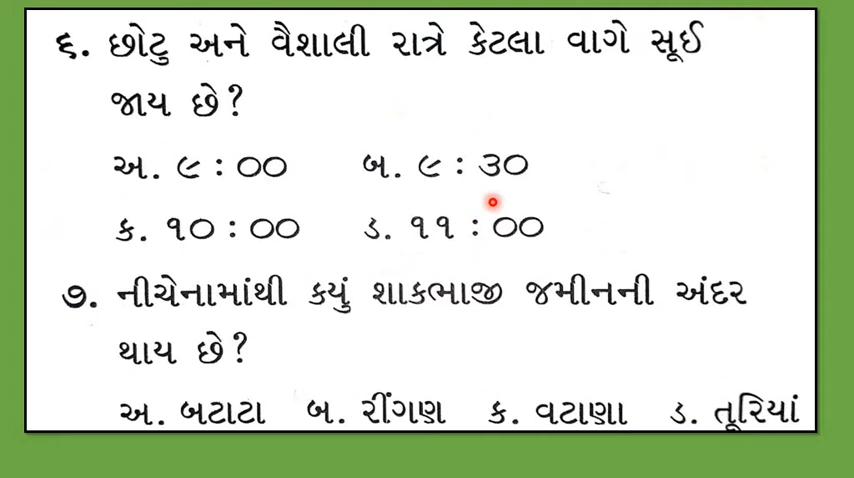 ૬. છોટુ અને વૈશાલી રાત્રે કેટલા વાગે સૂઈ
જાય છે?
અ. ૯ : ૦૦ બ. ૯ : ૩૦
ક. ૧૦ : ૦૦ ડ. ૧૧ : ૦૦
૭. નીચેનામાંથી કયું શાકભાજી જમીનની અંદર
થાય છે?
અ. બટાટા બ. રીંગણ ક. વટાણા ડ. તૂરિયાં